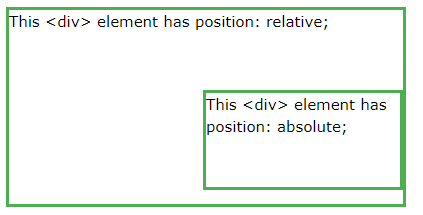 This <div> element has position: relative;
This <div> element has
position: absolute;